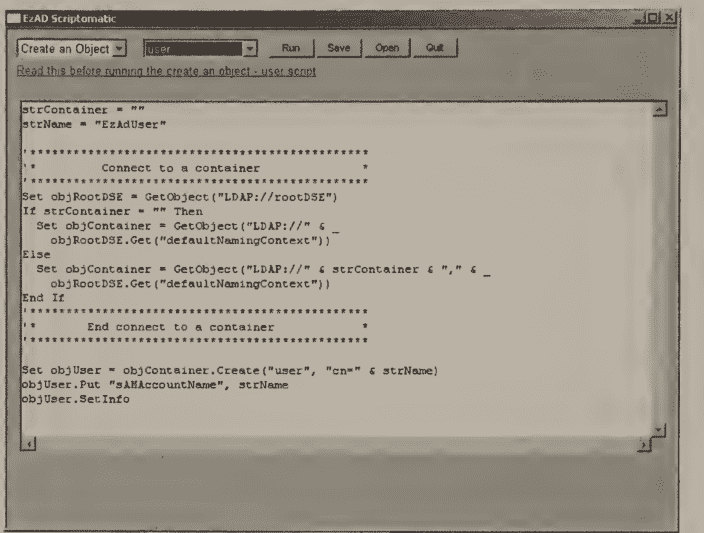 EzAD Scriptomatic
Create an Object user Run Save Open Quit
Read this before running the create an object - user script
strContainer = ""
strName = "EzAdUser"
'***********************************************
'*          Connect to a container              *
'***********************************************
Set objRootDSE = GetObject("LDAP://rootDSE")
If strContainer = "" Then
  Set objContainer = GetObject("LDAP://" & _
    objRootDSE.Get("defaultNamingContext"))
Else
  Set objContainer = GetObject("LDAP://" & strContainer & "," & _
    objRootDSE.Get("defaultNamingContext"))
End If
'***********************************************
'*        End connect to a container            *
'***********************************************
Set objUser = objContainer.Create("user", "cn=" & strName)
objUser.Put "sAMAccountName", strName
objUser.SetInfo